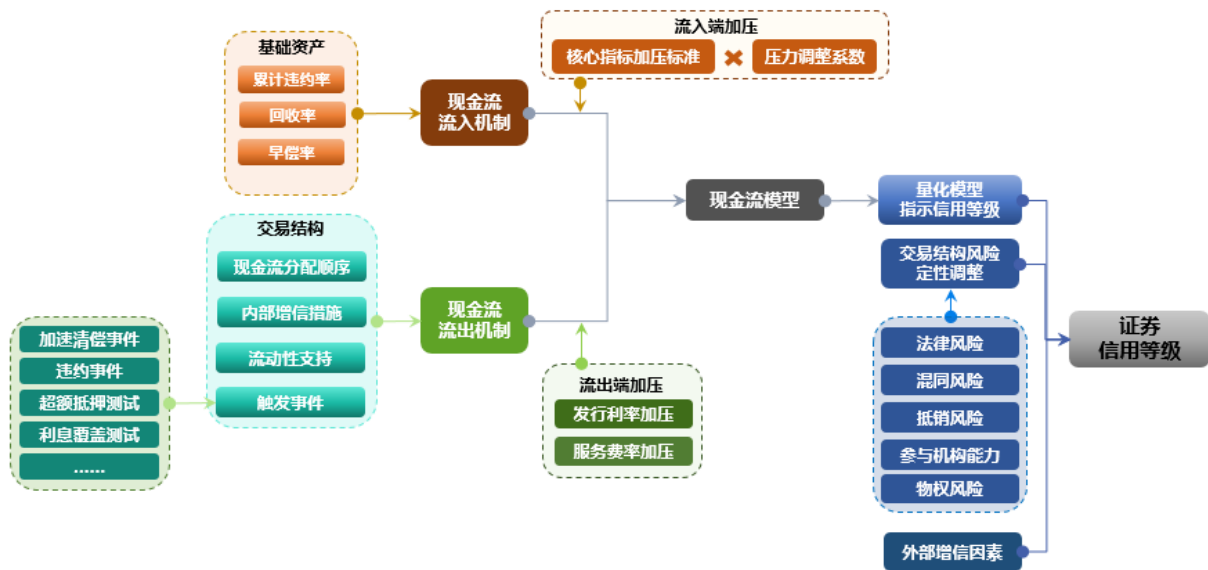 流入端加压
核心指标加压标准
压力调整系数
基础资产
累计违约率
回收率
早偿率
现金流
流入机制
交易结构
现金流分配顺序
内部增信措施
流动性支持
触发事件
加速清偿事件
违约事件
超额抵押测试
利息覆盖测试
......
现金流
流出机制
流出端加压
发行利率加压
服务费率加压
现金流模型
量化模型
指示信用等级
交易结构风险
定性调整
法律风险
混同风险
抵销风险
参与机构能力
物权风险
外部增信因素
证券
信用等级